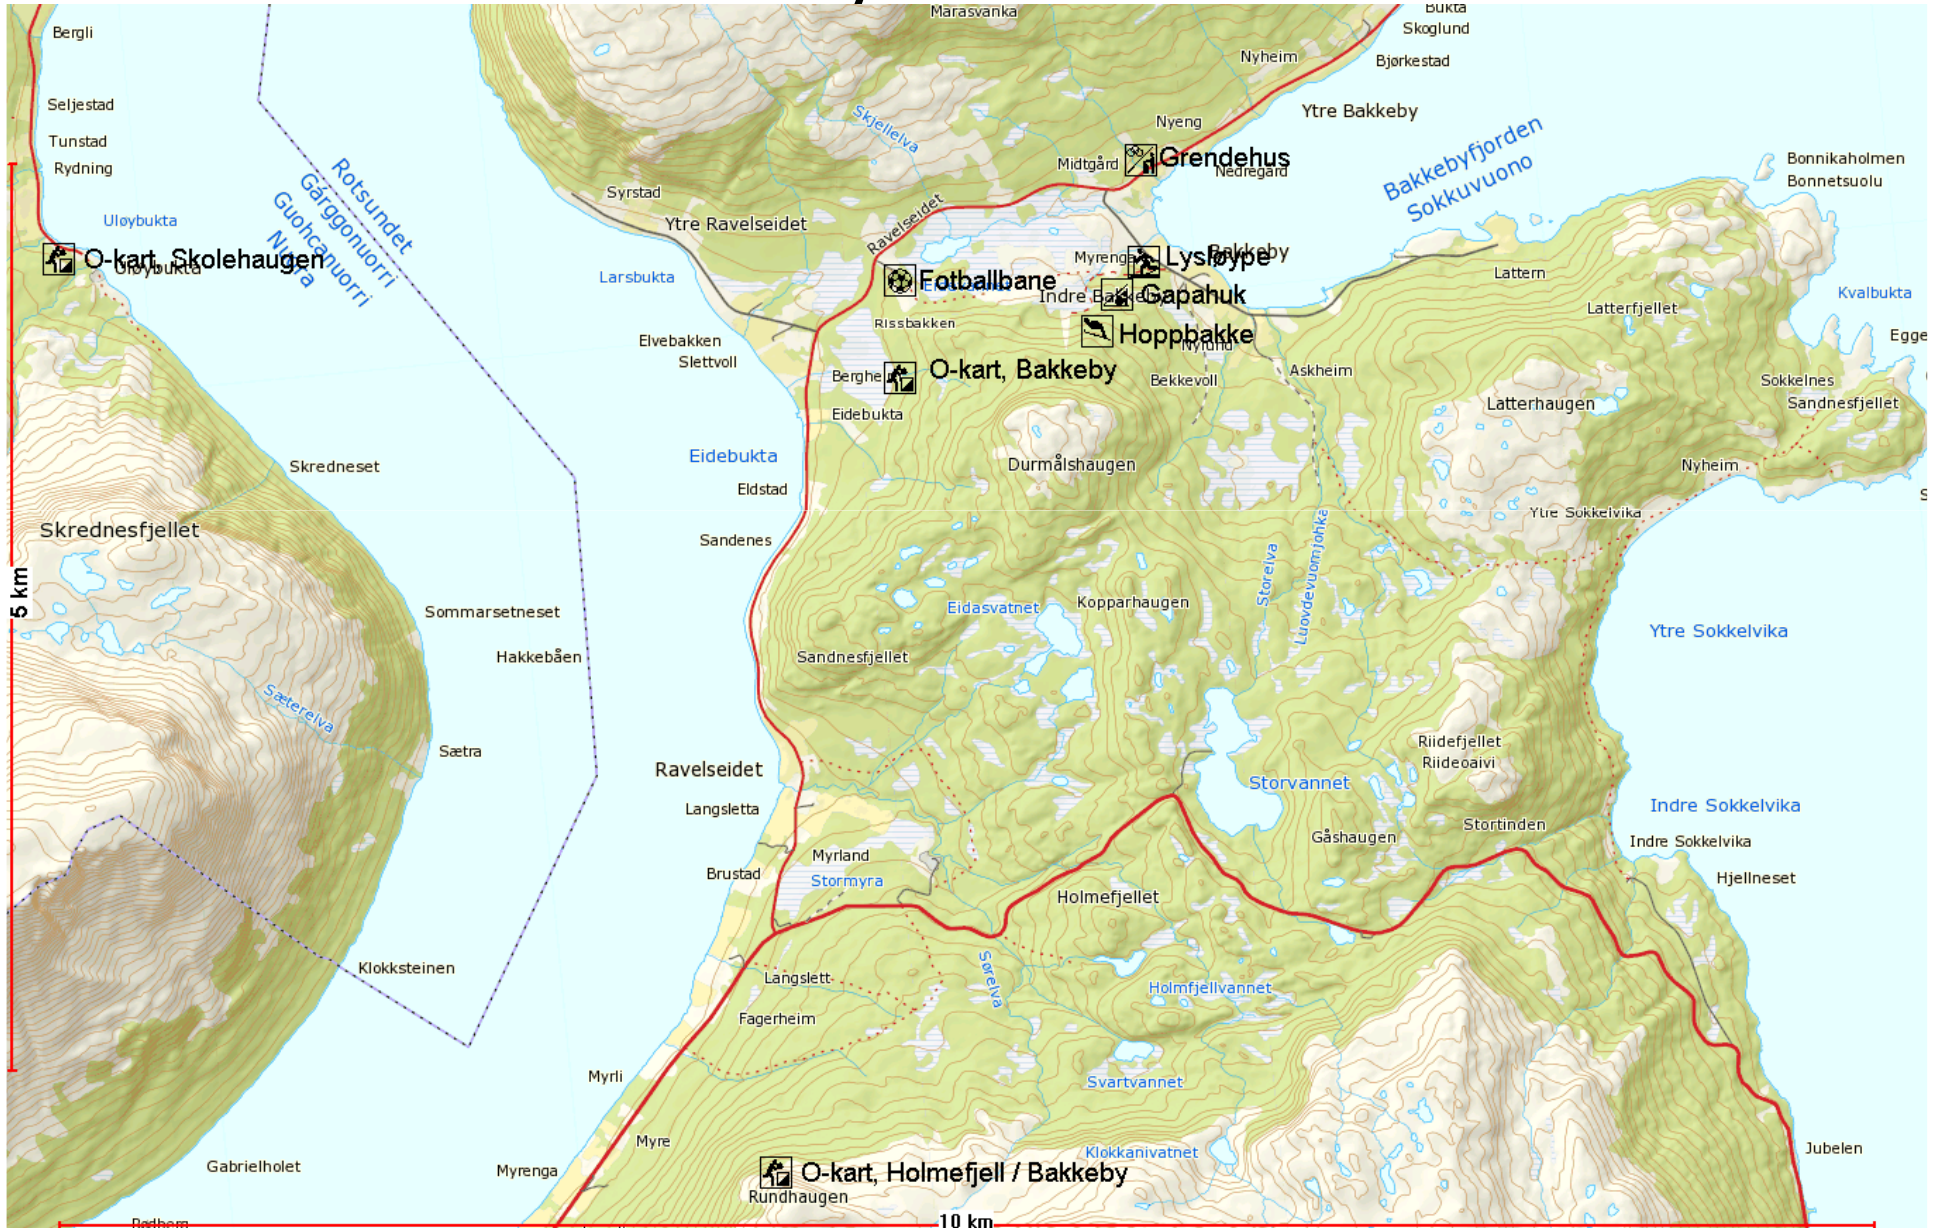 Marasvanka
Bukta
Bergli
Skoglund
Nyheim
Bjørkestad
Seljestad
Ytre Bakkeby
Skjellelva
Nyeng
Tunstad
Bakkebyfjorden
Sokkuvuono
Rydning
Midtgård
Grendehus
Nedregård
Bonnikaholmen
Bonnetsuolu
Rotsundet
Gárggonuorri
Guohcanuorri
Syrstad
Uløybukta
Ytre Ravelseidet
Ravelseidet
O-kart, Skolehaugen
Uløybukta
Myrenga
Lysløype
Bakkeby
Larsbukta
Fotballbane
Eidevannet
Indre Bakkeby
Gapahuk
Lattern
Kvalbukta
Latterfjellet
Rissbakken
Hoppbakke
Nylund
Egge
Elvebakken
Slettvoll
Berghe
O-kart, Bakkeby
Bekkevoll
Askheim
Sokkelnes
Sandnesfjellet
Eidebukta
Latterhaugen
Eidebukta
Skredneset
Durmålshaugen
Nyheim
Eldstad
Skrednesfjellet
Ytre Sokkelvika
Sandenes
Storelva
Luovdevuomjohka
5 km
Sommarsetneset
Eidasvatnet
Kopparhaugen
Ytre Sokkelvika
Hakkebåen
Sandnesfjellet
Sæterelva
Sætra
Riidefjellet
Riideoaivi
Ravelseidet
Storvannet
Langsletta
Indre Sokkelvika
Stortinden
Gåshaugen
Indre Sokkelvika
Myrland
Brustad
Stormyra
Hjellneset
Holmefjellet
Klokksteinen
Langslett
Sørelva
Holmfjellvannet
Fagerheim
Myrli
Svartvannet
Myre
Klokkanivatnet
Jubelen
Gabrielholet
Myrenga
O-kart, Holmefjell / Bakkeby
Rundhaugen
Rødberg
10 km